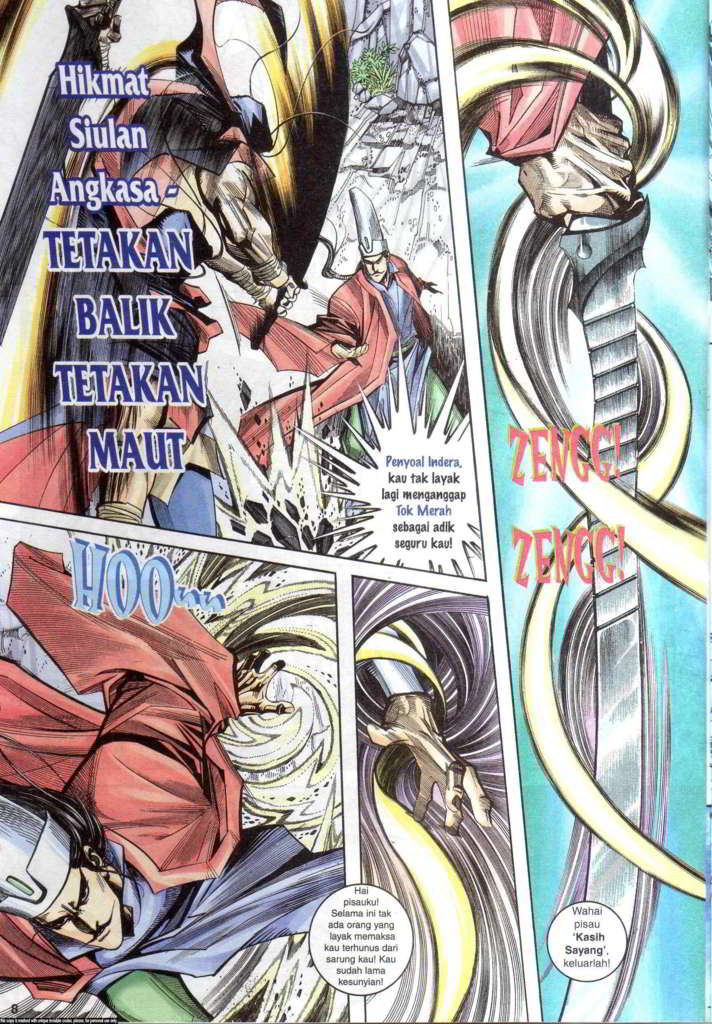 Hikmat
Siulan
Angkasa -
TETAKAN
BALIK
TETAKAN
MAUT
Penyoal Indera,
kau tak layak
lagi menganggap
Tok Merah
sebagai adik
seguru kau!
ZENGG!
ZENGG!
HOOnnn
Hai
pisauku!
Selama ini tak
ada orang yang
layak memaksa
kau terhunus dari
sarung kau! Kau
sudah lama
kesunyian!
Wahai
pisau
'Kasih
Sayang',
keluarlah!